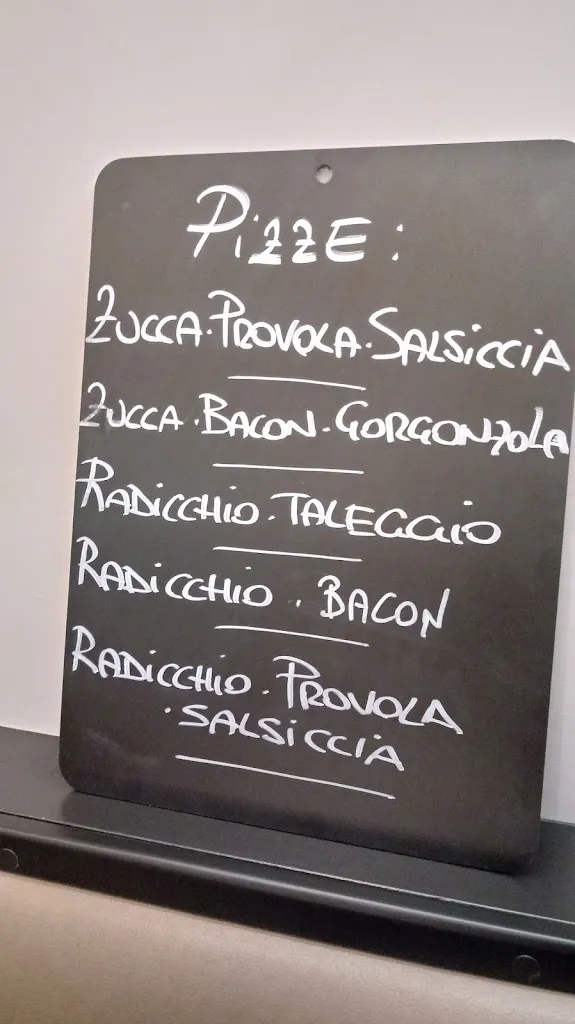 PIZZE:
ZUCCA·PROVOLA·SALSICCIA
ZUCCA·BACON·GORGONZOLA
RADICCHIO·TALEGGIO
RADICCHIO·BACON
RADICCHIO·PROVOLA
·SALSICCIA